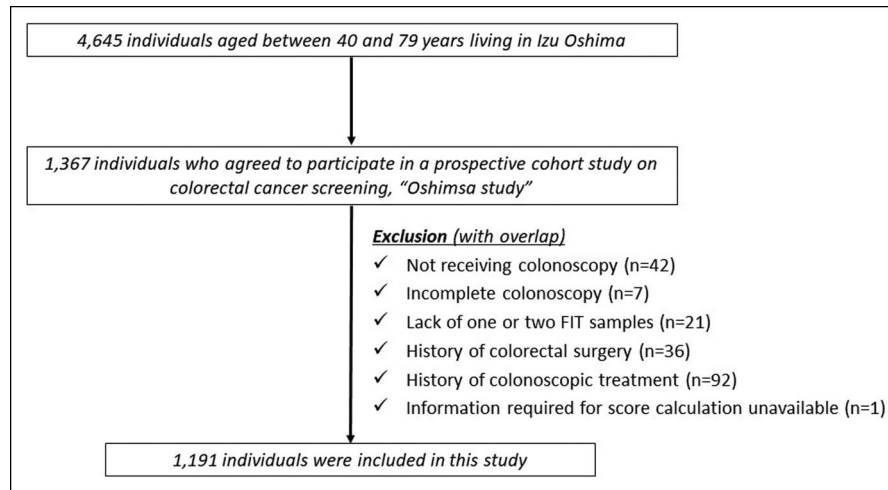 4,645 individuals aged between 40 and 79 years living in Izu Oshima
1,367 individuals who agreed to participate in a prospective cohort study on
colorectal cancer screening, “Oshimsa study”
Exclusion (with overlap)
✓ Not receiving colonoscopy (n=42)
✓ Incomplete colonoscopy (n=7)
✓ Lack of one or two FIT samples (n=21)
✓ History of colorectal surgery (n=36)
✓ History of colonoscopic treatment (n=92)
✓ Information required for score calculation unavailable (n=1)
1,191 individuals were included in this study